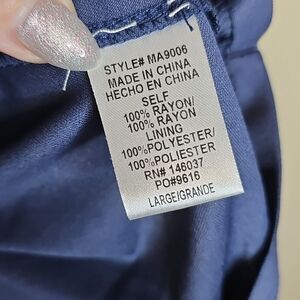 STYLE# MA9006
MADE IN CHINA
HECHO EN CHINA
SELF
100% RAYON/
100% RAYON
LINING
100%POLYESTER/
100%POLIESTER
RN# 146037
PO#9616
LARGE/GRANDE